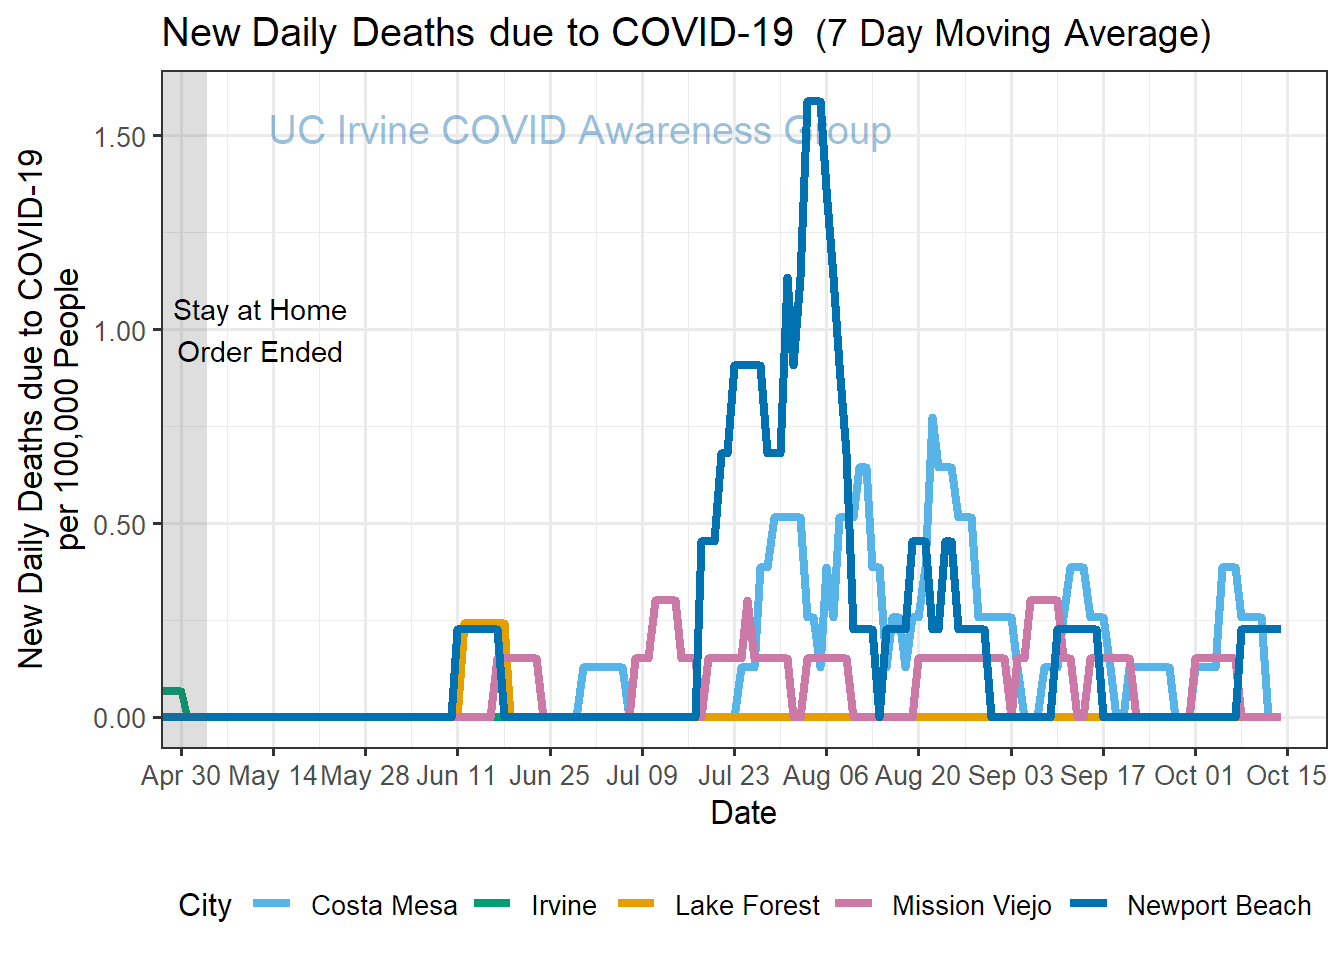 New Daily Deaths due to COVID-19 (7 Day Moving Average)
UC Irvine COVID Awareness Group
New Daily Deaths due to COVID-19
per 100,000 People
1.50
1.00
0.50
0.00
Stay at Home
Order Ended
Apr 30 May 14 May 28 Jun 11 Jun 25 Jul 09 Jul 23 Aug 06 Aug 20 Sep 03 Sep 17 Oct 01 Oct 15
Date
City Costa Mesa Irvine Lake Forest Mission Viejo Newport Beach